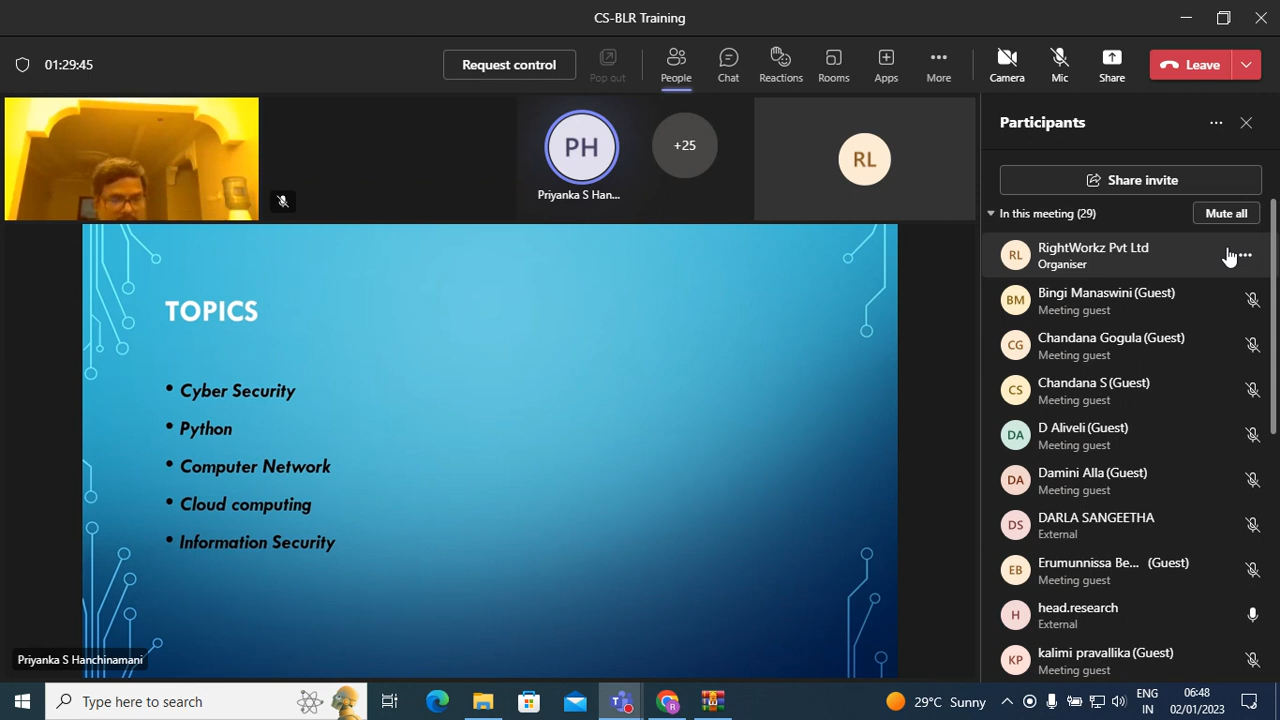 CS-BLR Training
01:29:45
Request control
Pop out
People
Chat
Reactions
Rooms
Apps
More
Camera
Mic
Share
Leave
PH
Priyanka S Han...
+25
RL
TOPICS
• Cyber Security
• Python
• Computer Network
• Cloud computing
• Information Security
Priyanka S Hanchinamani
Participants
Share invite
In this meeting (29)
Mute all
RL
RightWorkz Pvt Ltd
Organiser
BM
Bingi Manaswini (Guest)
Meeting guest
CG
Chandana Gogula (Guest)
Meeting guest
CS
Chandana S (Guest)
Meeting guest
DA
D Aliveli (Guest)
Meeting guest
DA
Damini Alla (Guest)
Meeting guest
DS
DARLA SANGEETHA
External
EB
Erumunnissa Be... (Guest)
Meeting guest
H
head.research
External
KP
kalimi pravallika (Guest)
Meeting guest
Type here to search
29°C Sunny
ENG
IN
06:48
02/01/2023